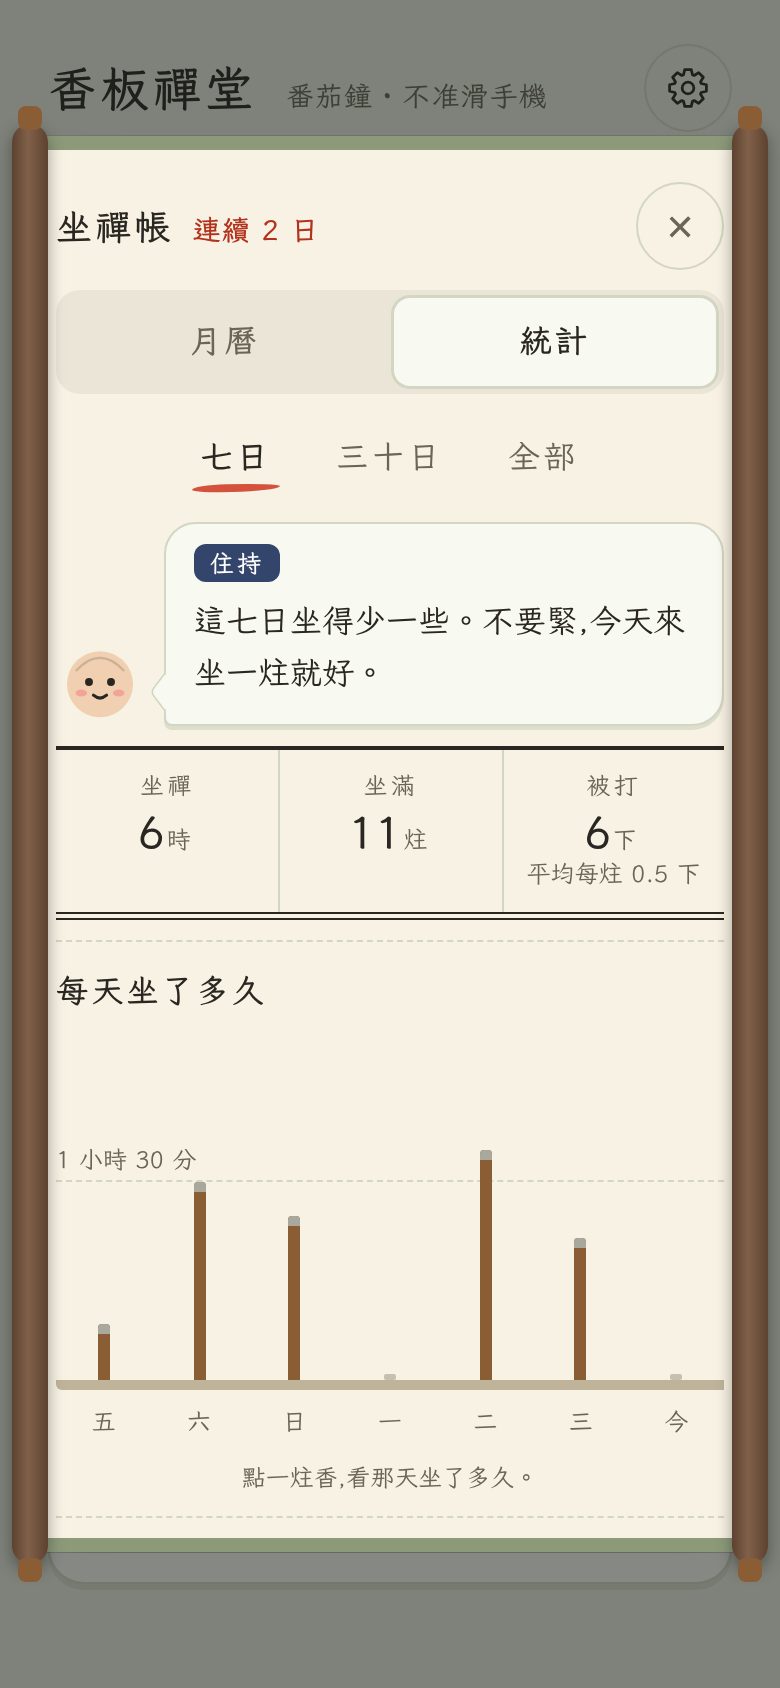 香板禪堂 番茄鐘・不准滑手機
坐禪帳 連續 2 日
月曆 統計
七日 三十日 全部
住持
這七日坐得少一些。不要緊,今天來
坐一炷就好。
坐禪 坐滿 被打
6時 11炷 6下
平均每炷 0.5 下
每天坐了多久
1 小時 30 分
五 六 日 一 二 三 今
點一炷香,看那天坐了多久。